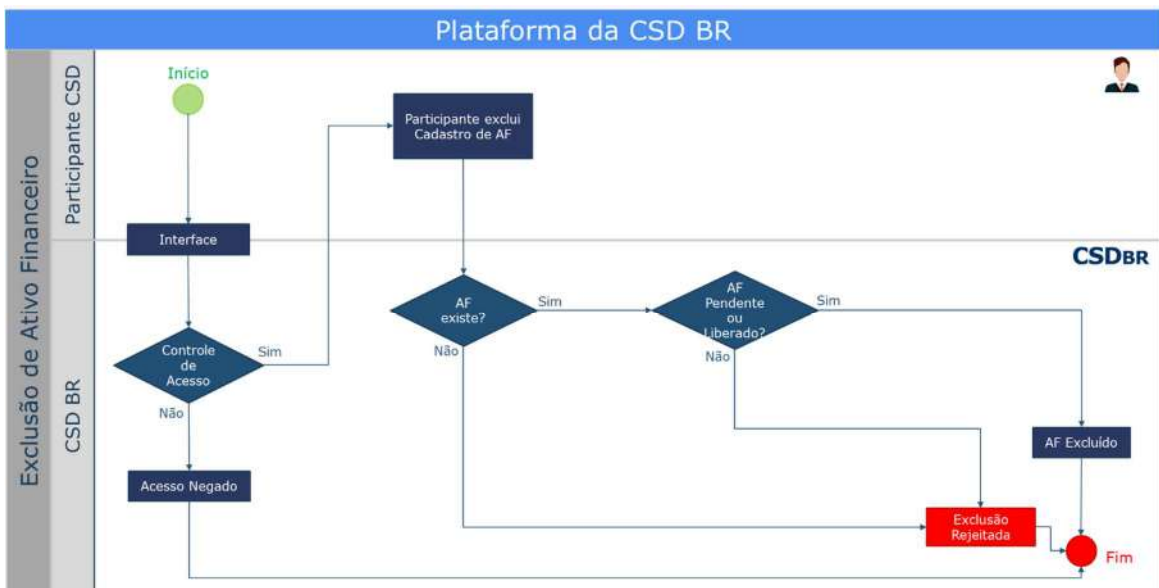 Plataforma da CSD BR
Exclusão de Ativo Financeiro
Participante CSD
Início
Participante exclui
Cadastro de AF
Interface
CSD BR
CSDBR
AF
existe?
Sim
Não
AF
Pendente
ou
Liberado?
Sim
Não
Controle
de
Acesso
Sim
Não
AF Excluído
Acesso Negado
Exclusão
Rejeitada
Fim